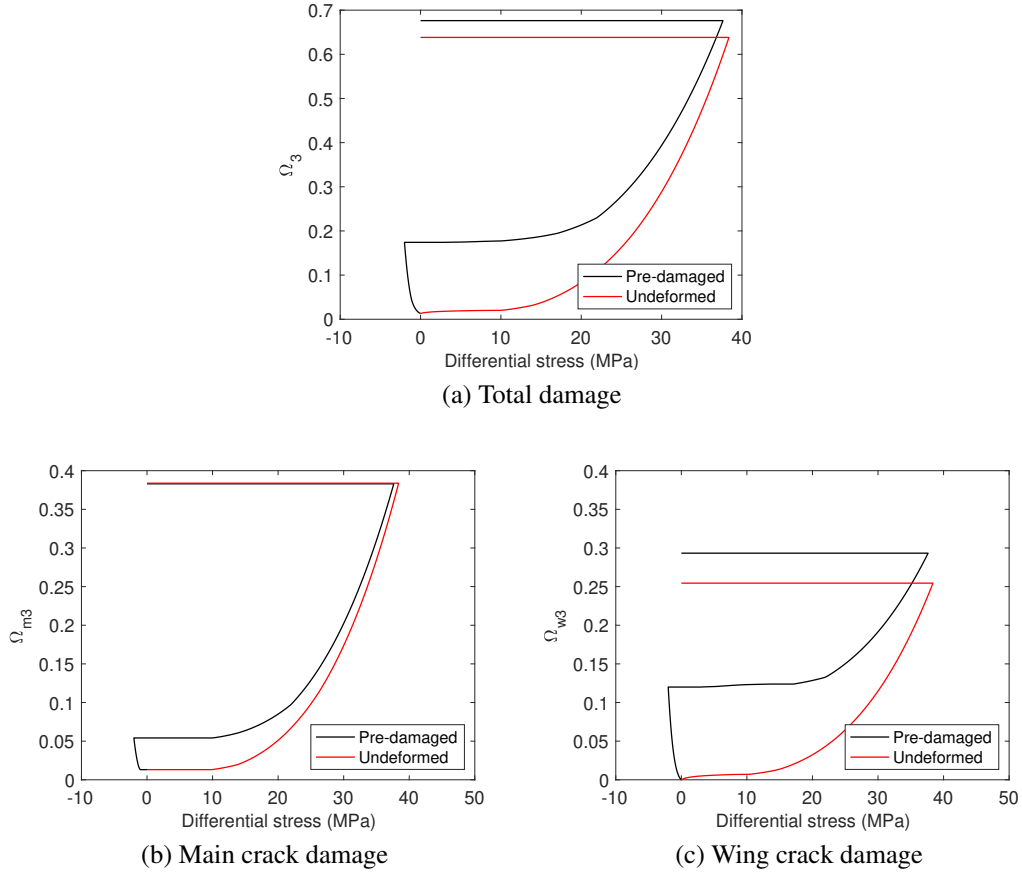 0.7
0.6
0.5
0.4
0.3
0.2
0.1
0
Ω3
Pre-damaged
Undeformed
-10 0 10 20 30 40
Differential stress (MPa)
(a) Total damage
0.4
0.35
0.3
0.25
0.2
0.15
0.1
0.05
0
Ωm3
Pre-damaged
Undeformed
-10 0 10 20 30 40 50
Differential stress (MPa)
(b) Main crack damage
0.4
0.35
0.3
0.25
0.2
0.15
0.1
0.05
0
Ωw3
Pre-damaged
Undeformed
-10 0 10 20 30 40 50
Differential stress (MPa)
(c) Wing crack damage